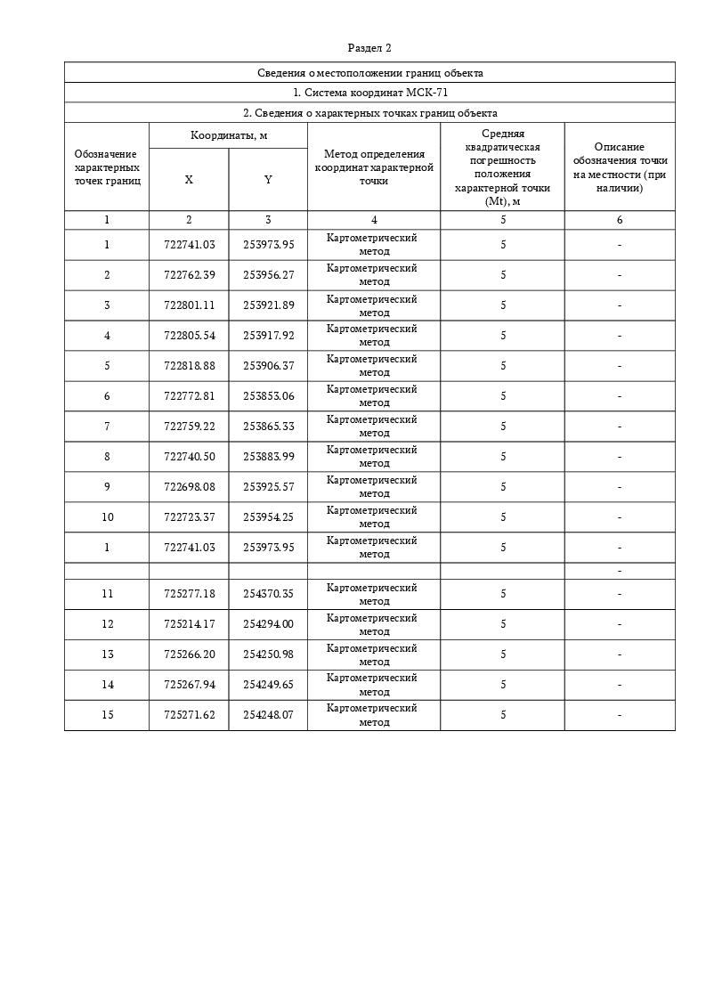 Раздел 2
Сведения о местоположении границ объекта
1. Система координат МСК-71
2. Сведения о характерных точках границ объекта
Обозначение
характерных
точек границ
Координаты, м
X
Y
Метод определения
координат характерной
точки
Средняя
квадратическая
погрешность
положения
характерной точки
(Mt), м
Описание
обозначения точки
на местности (при
наличии)
1 2 3 4 5 6
1 722741.03 253973.95 Картометрический
метод 5 -
2 722762.39 253956.27 Картометрический
метод 5 -
3 722801.11 253921.89 Картометрический
метод 5 -
4 722805.54 253917.92 Картометрический
метод 5 -
5 722818.88 253906.37 Картометрический
метод 5 -
6 722772.81 253853.06 Картометрический
метод 5 -
7 722759.22 253865.33 Картометрический
метод 5 -
8 722740.50 253883.99 Картометрический
метод 5 -
9 722698.08 253925.57 Картометрический
метод 5 -
10 722723.37 253954.25 Картометрический
метод 5 -
1 722741.03 253973.95 Картометрический
метод 5 -
-
11 725277.18 254370.35 Картометрический
метод 5 -
12 725214.17 254294.00 Картометрический
метод 5 -
13 725266.20 254250.98 Картометрический
метод 5 -
14 725267.94 254249.65 Картометрический
метод 5 -
15 725271.62 254248.07 Картометрический
метод 5 -